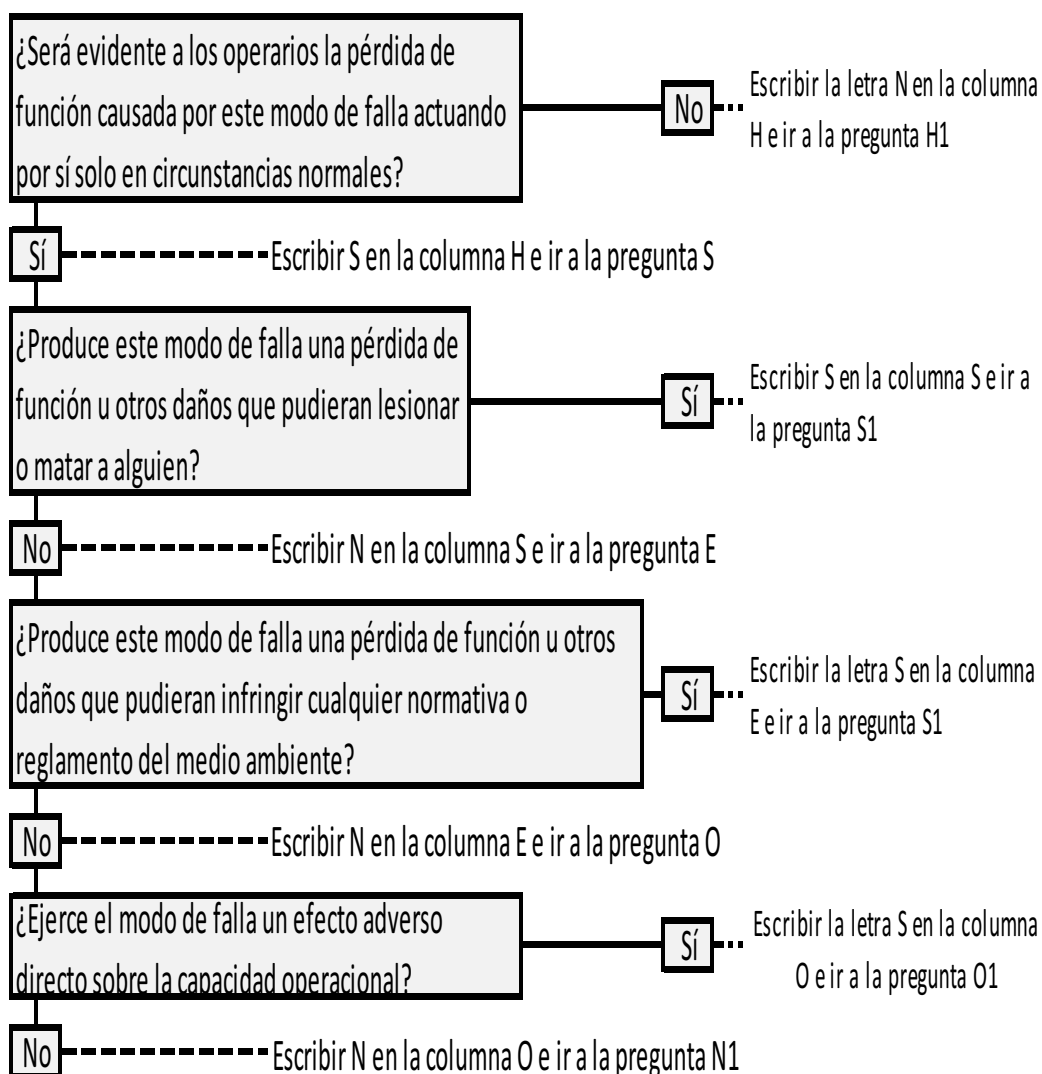 ¿Será evidente a los operarios la pérdida de
función causada por este modo de falla actuando
por sí solo en circunstancias normales?
No
Escribir la letra N en la columna
H e ir a la pregunta H1
Sí
Escribir S en la columna H e ir a la pregunta S
¿Produce este modo de falla una pérdida de
función u otros daños que pudieran lesionar
o matar a alguien?
Sí
Escribir S en la columna S e ir a
la pregunta S1
No
Escribir N en la columna S e ir a la pregunta E
¿Produce este modo de falla una pérdida de función u otros
daños que pudieran infringir cualquier normativa o
reglamento del medio ambiente?
Sí
Escribir la letra S en la columna
E e ir a la pregunta S1
No
Escribir N en la columna E e ir a la pregunta O
¿Ejerce el modo de falla un efecto adverso
directo sobre la capacidad operacional?
Sí
Escribir la letra S en la columna
O e ir a la pregunta O1
No
Escribir N en la columna O e ir a la pregunta N1